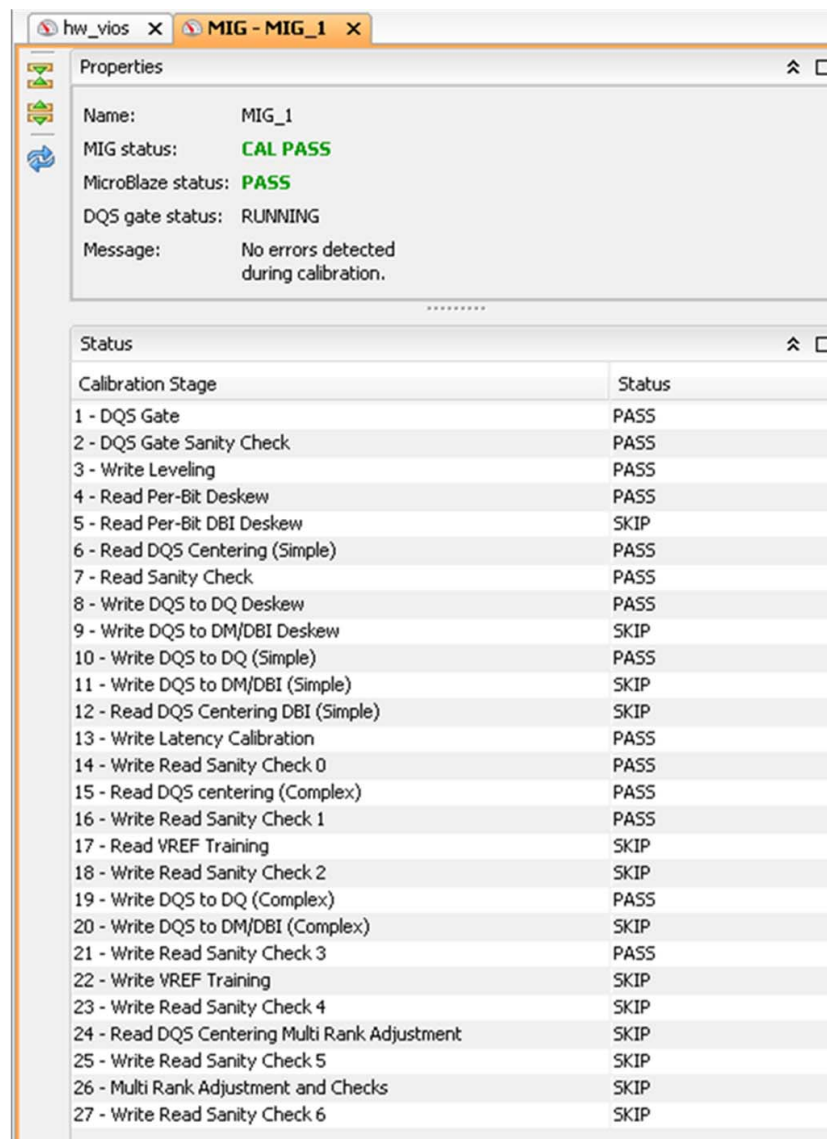 hw_vios X MIG - MIG_1 X
Properties
Name: MIG_1
MIG status: CAL PASS
MicroBlaze status: PASS
DQS gate status: RUNNING
Message: No errors detected
during calibration.
Status
Calibration Stage Status
1 - DQS Gate PASS
2 - DQS Gate Sanity Check PASS
3 - Write Leveling PASS
4 - Read Per-Bit Deskew PASS
5 - Read Per-Bit DBI Deskew SKIP
6 - Read DQS Centering (Simple) PASS
7 - Read Sanity Check PASS
8 - Write DQS to DQ Deskew PASS
9 - Write DQS to DM/DBI Deskew SKIP
10 - Write DQS to DQ (Simple) PASS
11 - Write DQS to DM/DBI (Simple) SKIP
12 - Read DQS Centering DBI (Simple) SKIP
13 - Write Latency Calibration PASS
14 - Write Read Sanity Check 0 PASS
15 - Read DQS centering (Complex) PASS
16 - Write Read Sanity Check 1 PASS
17 - Read VREF Training SKIP
18 - Write Read Sanity Check 2 SKIP
19 - Write DQS to DQ (Complex) PASS
20 - Write DQS to DM/DBI (Complex) SKIP
21 - Write Read Sanity Check 3 PASS
22 - Write VREF Training SKIP
23 - Write Read Sanity Check 4 SKIP
24 - Read DQS Centering Multi Rank Adjustment SKIP
25 - Write Read Sanity Check 5 SKIP
26 - Multi Rank Adjustment and Checks SKIP
27 - Write Read Sanity Check 6 SKIP